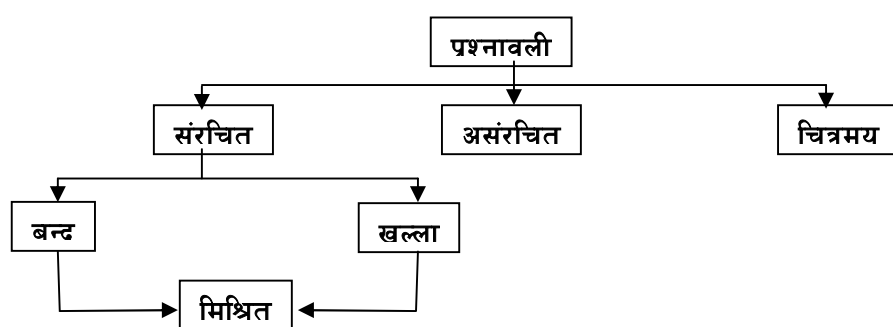 प्रश्नावली
संरचित असंरचित चित्रमय
बन्द खल्ला
मिश्रित